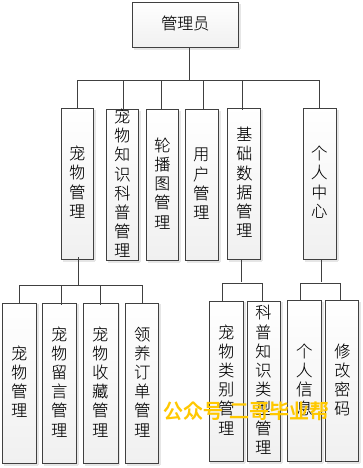 管理员
宠物管理
宠物知识科普管理
轮播图管理
用户管理
基础数据管理
个人中心
宠物管理
宠物留言管理
宠物收藏管理
领养订单管理
宠物类别管理
科普知识类型管理
个人信息
修改密码
公众号 二哥毕业帮